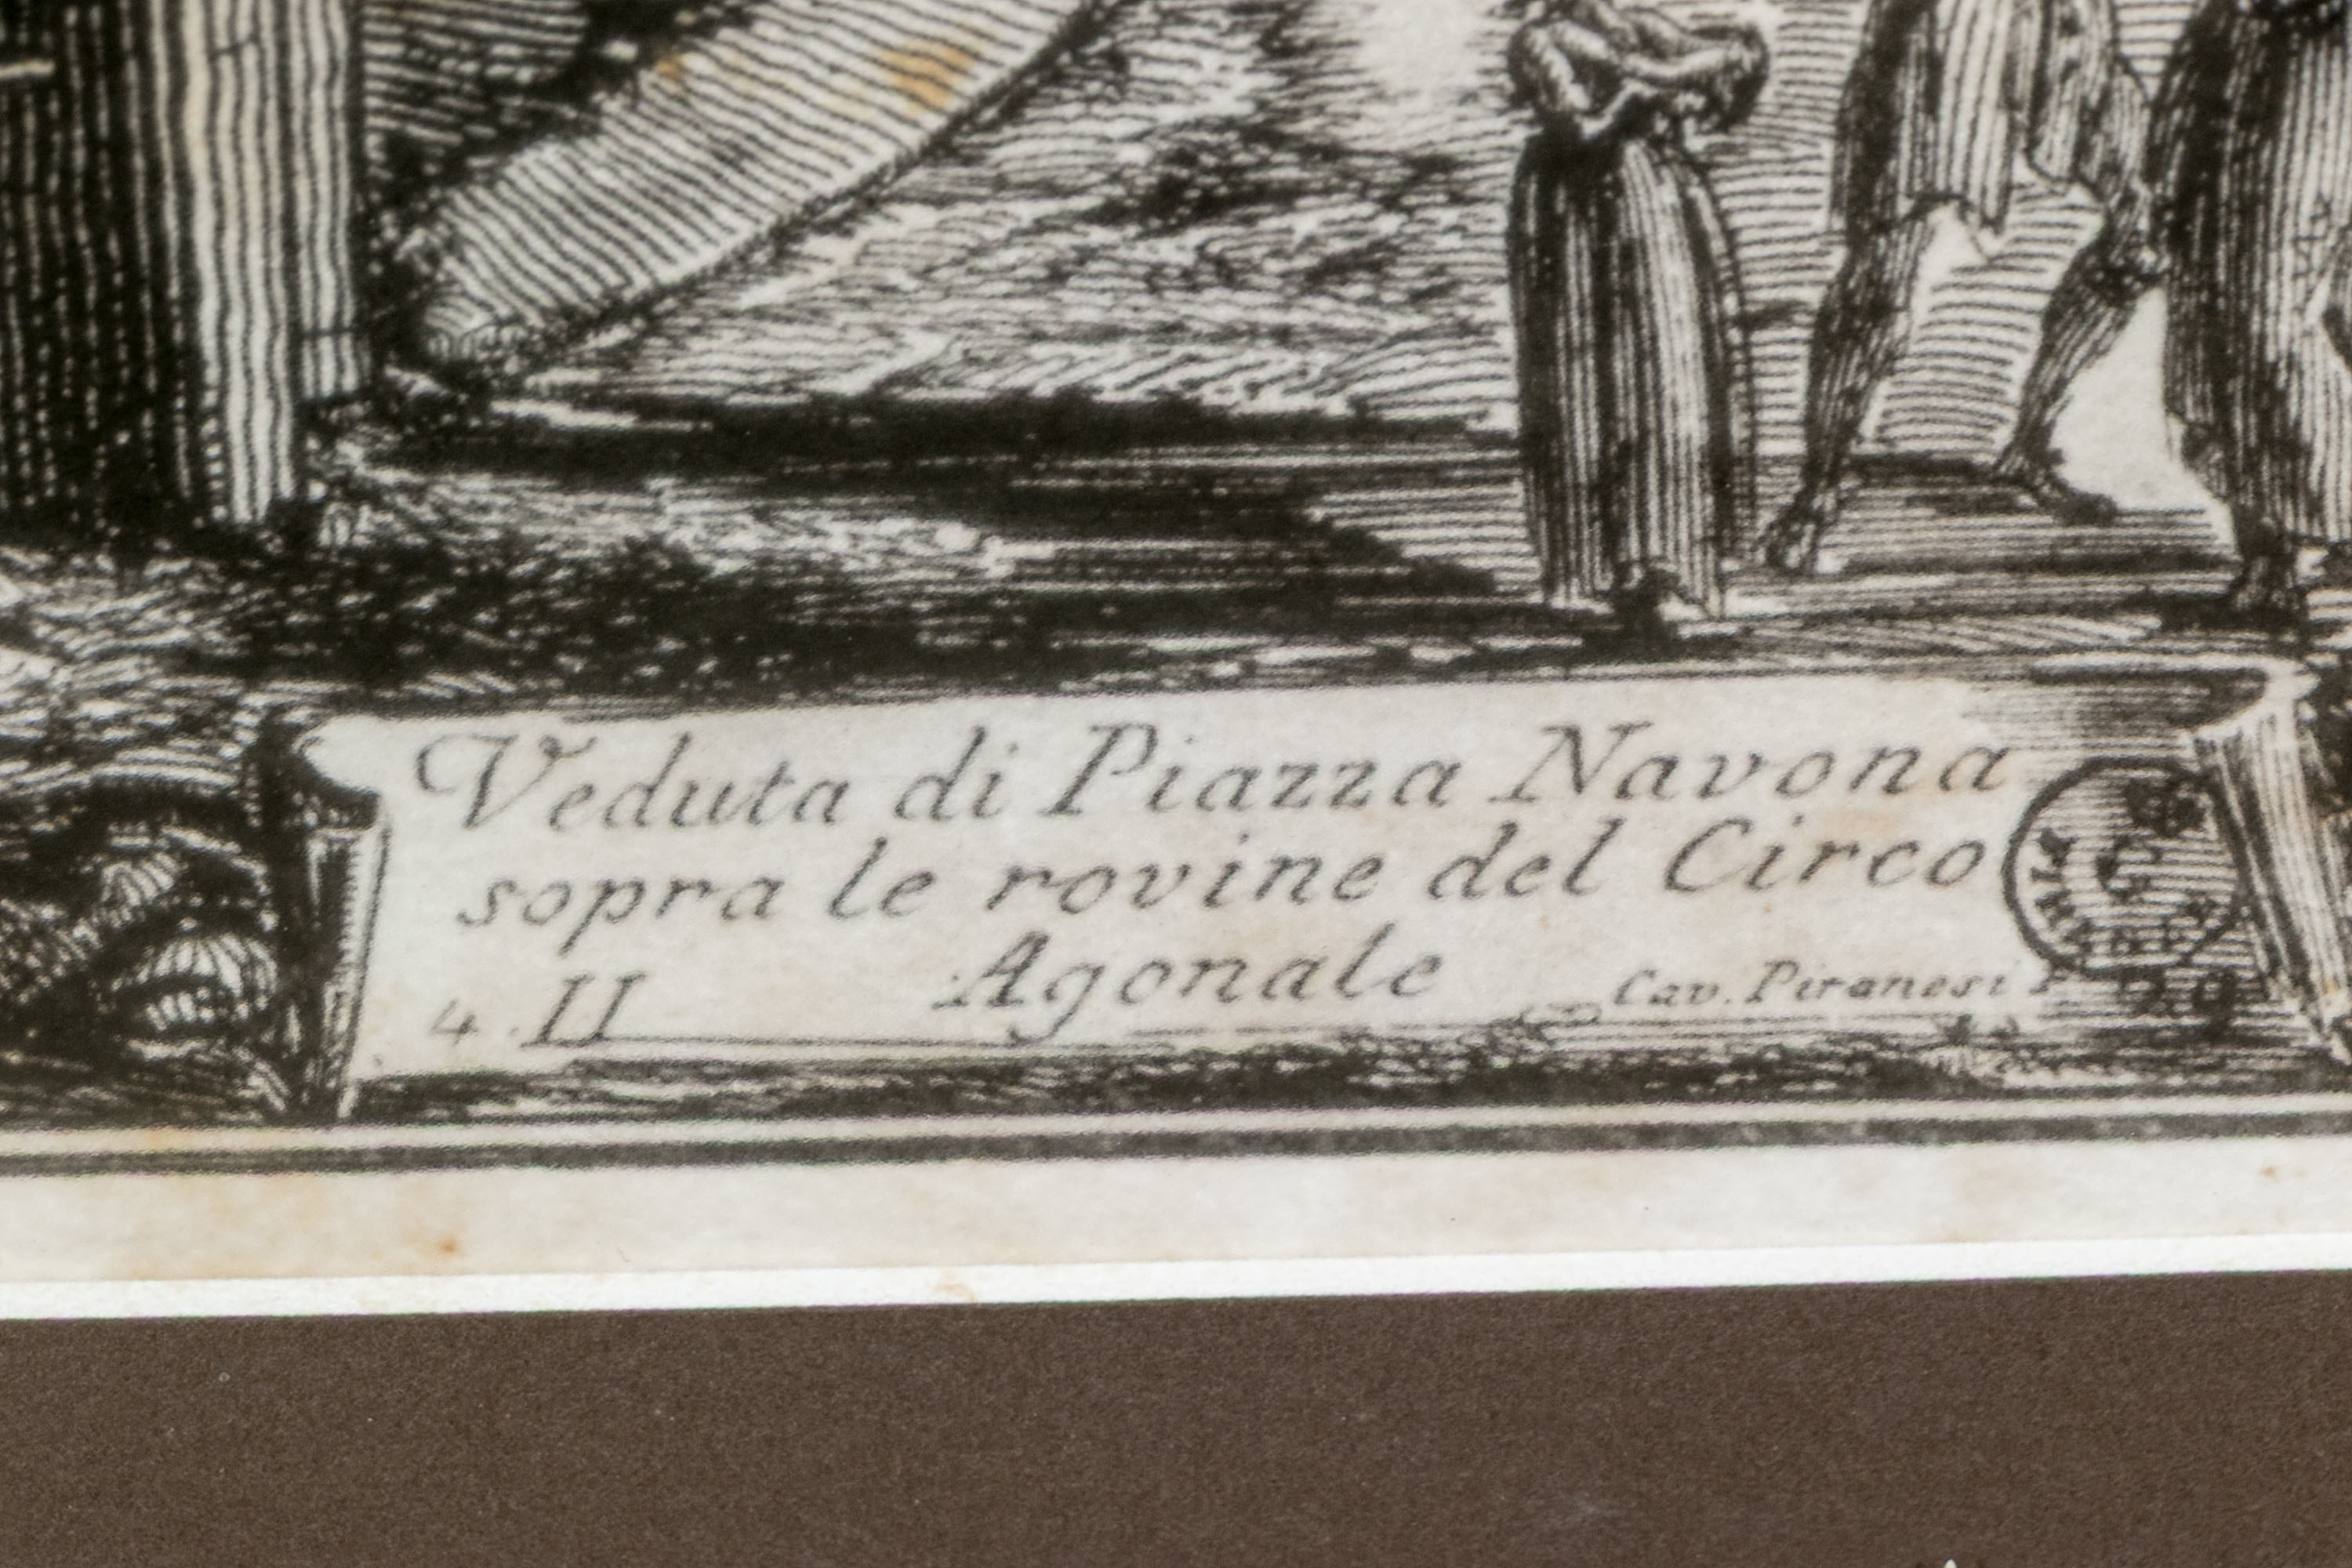 Veduta di Piazza Navona
sopra le rovine del Circo
Agonale
4. II
Cav. Piranesi F